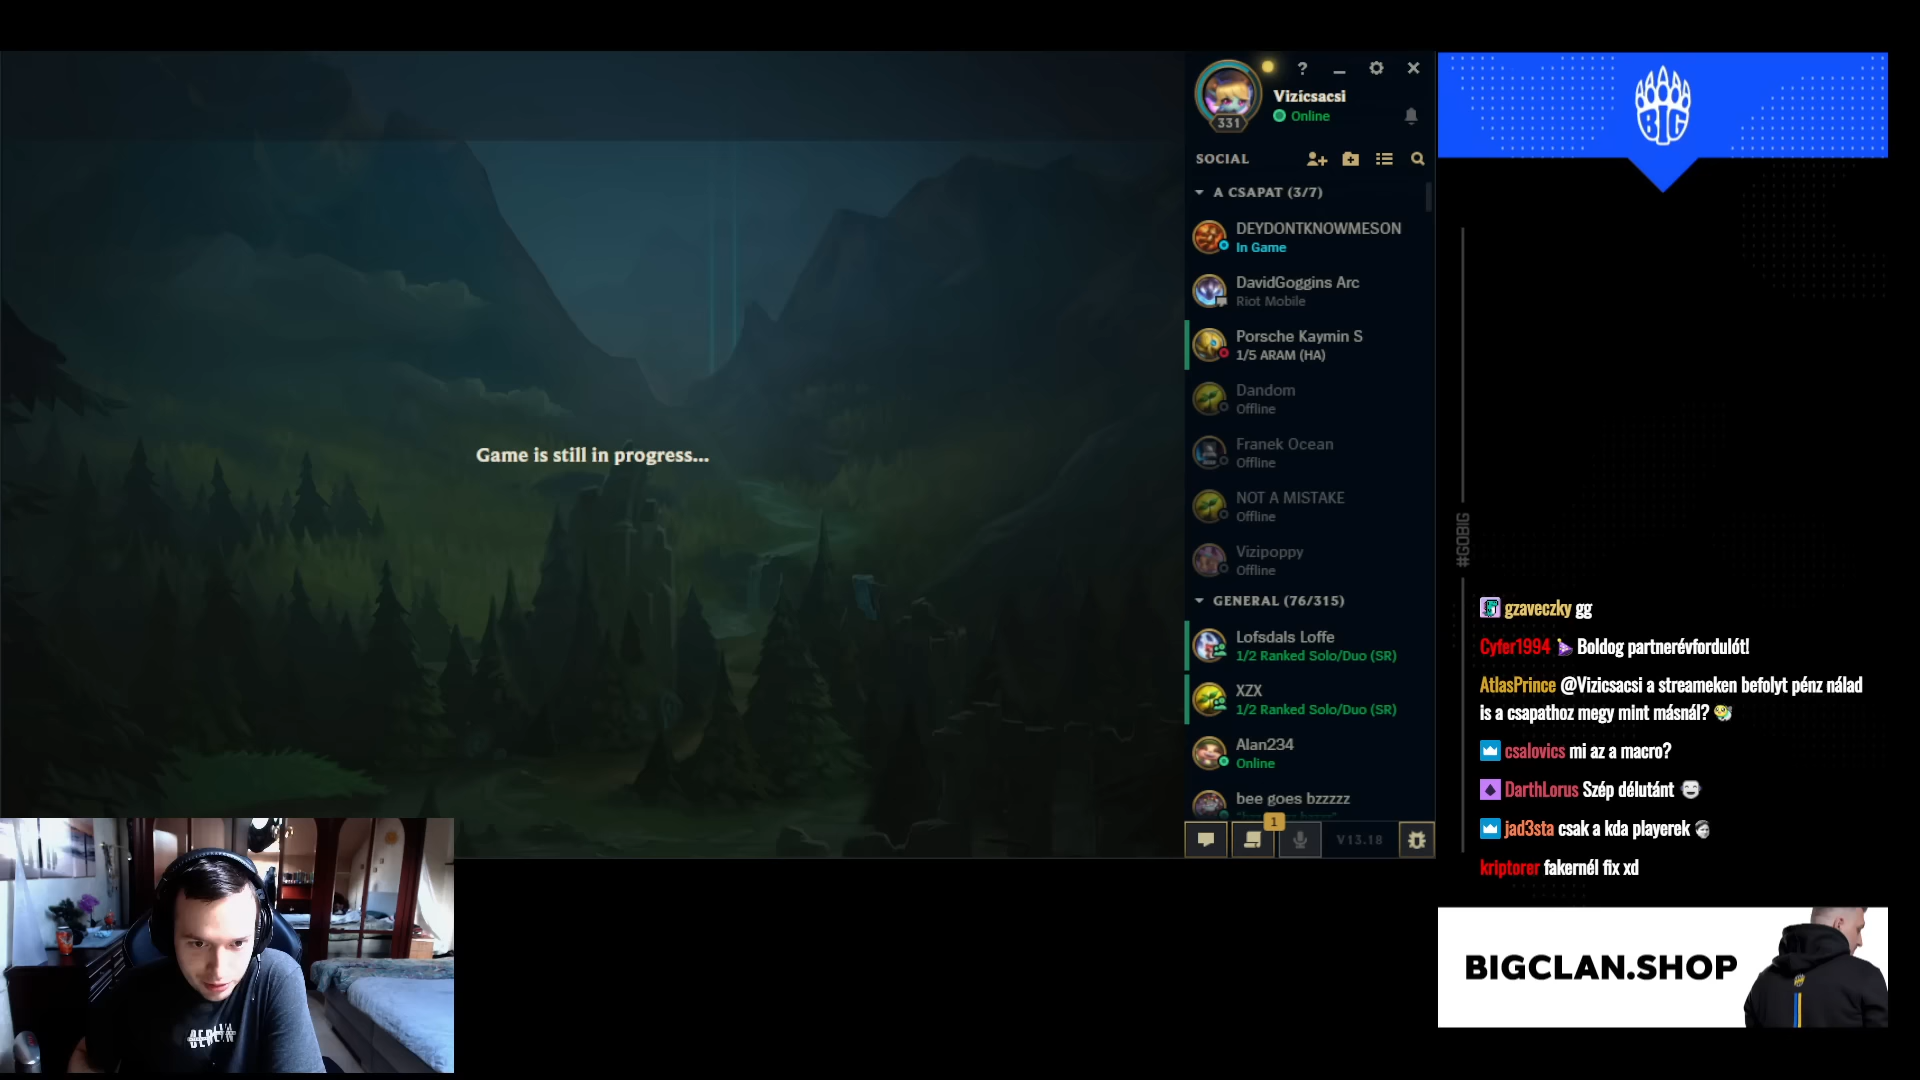 ?
Vizicsacsi
331
Online
SOCIAL
A CSAPAT (3/7)
DEYDONTKNOWMESON
In Game
DavidGoggins Arc
Riot Mobile
Porsche Kaymin S
1/5 ARAM (HA)
Dandom
Offline
Franek Ocean
Offline
NOT A MISTAKE
Offline
Vizipoppy
Offline
GENERAL (76/315)
Lofsdals Loffe
1/2 Ranked Solo/Duo (SR)
XZX
1/2 Ranked Solo/Duo (SR)
Alan234
Online
bee goes bzzzzz
1
V13.18
Game is still in progress...
BIG
#GOBIG
gzaveczky gg
Cyfer1994 Boldog partnerévfordulót!
AtlasPrince @Vizicsacsi a streameken befolyt pénz nálad
is a csapathoz megy mint másnál?
csalovics mi az a macro?
DarthLorus Szép délutánt
jad3sta csak a kda playerek
kriptorer fakernél fix xd
BIGCLAN.SHOP
BERLIN